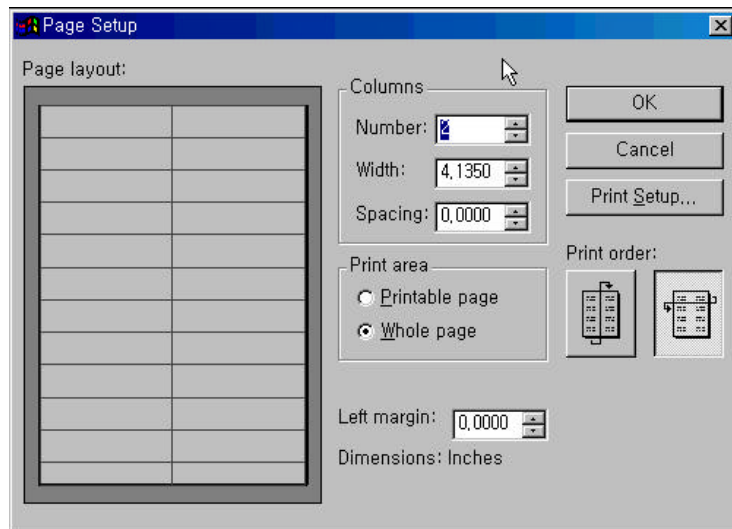 Page Setup
Page layout:
Columns
Number: 2
Width: 4,1350
Spacing: 0,0000
Print area
Printable page
Whole page
Left margin: 0,0000
Dimensions: Inches
OK
Cancel
Print Setup,,,
Print order: